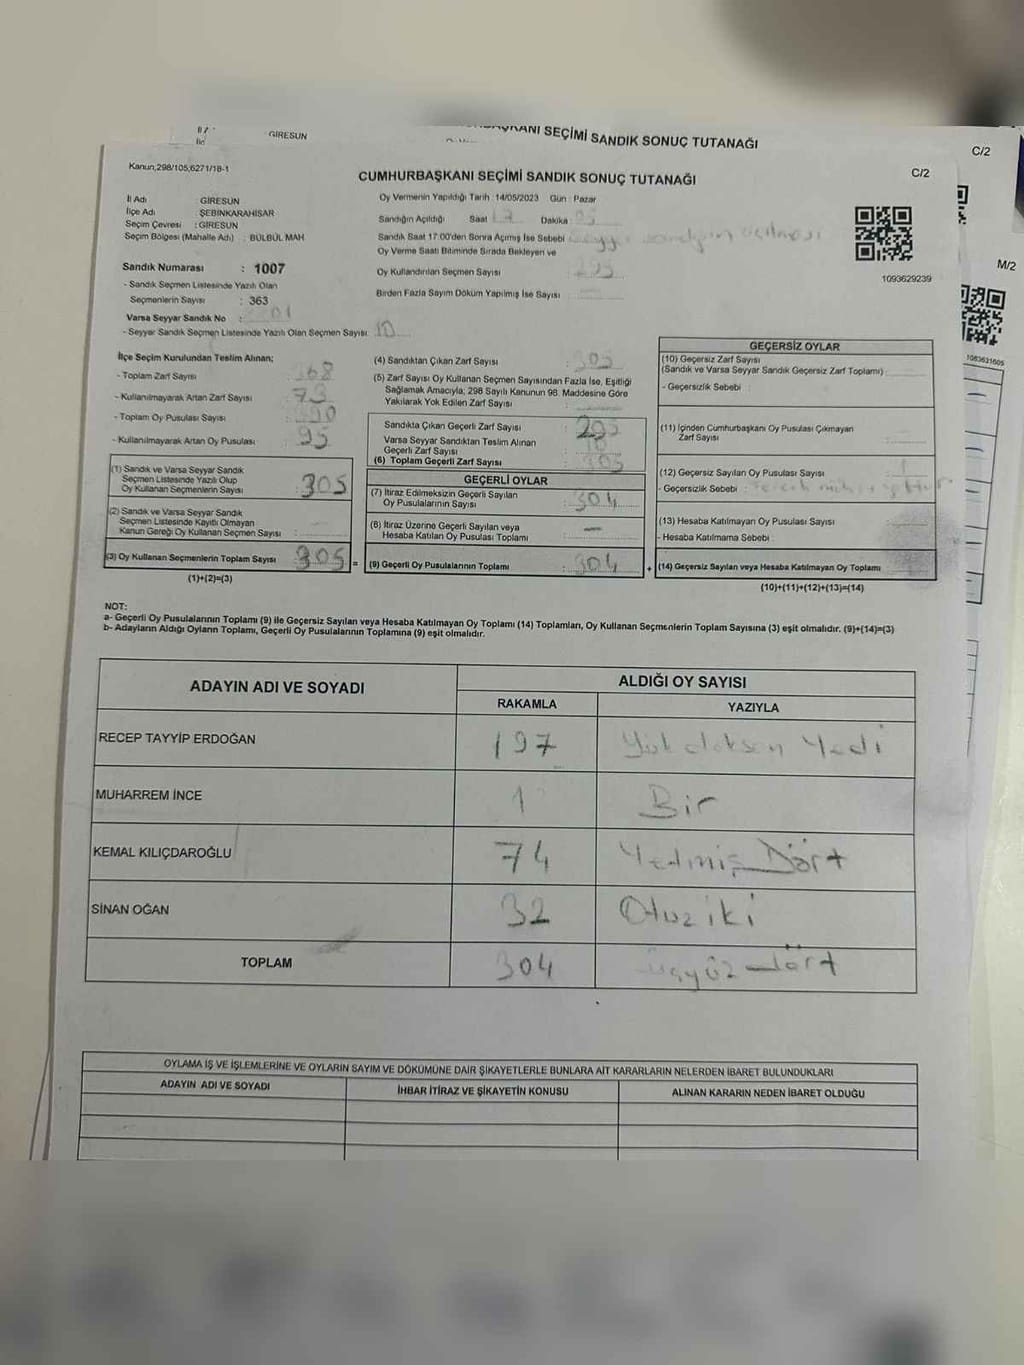 GİRESUN
SEÇİMİ SANDIK SONUÇ TUTANAĞI
C/2
Kanun,298/105;6271/18-1
CUMHURBAŞKANI SEÇİMİ SANDIK SONUÇ TUTANAĞI
C/2
İl Adı : GİRESUN
İlçe Adı : ŞEBİNKARAHİSAR
Seçim Çevresi : GİRESUN
Seçim Bölgesi (Mahalle Adı) : BÜLBÜL MAH
Oy Vermenin Yapıldığı Tarih : 14/05/2023 Gün : Pazar
Sandığın Açıldığı Saat 17 Dakika
Sandık Saat 17:00'den Sonra Açımış İse Sebebi
Oy Verme Saati Bitiminde Sırada Bekleyen ve
Oy Kullandırılan Seçmen Sayısı 295
Birden Fazla Sayım Döküm Yapılmış İse Sayısı
1093629239
M/2
1083621605
Sandık Numarası : 1007
- Sandık Seçmen Listesinde Yazılı Olan
Seçmenlerin Sayısı : 363
Varsa Seyyar Sandık No :
- Seyyar Sandık Seçmen Listesinde Yazılı Olan Seçmen Sayısı 10
İlçe Seçim Kurulundan Teslim Alınan;
- Toplam Zarf Sayısı : 368
- Kullanılmayarak Artan Zarf Sayısı : 73
- Toplam Oy Pusulası Sayısı :
- Kullanılmayarak Artan Oy Pusulası : 95
(1) Sandık ve Varsa Seyyar Sandık
Seçmen Listesinde Yazılı Olup
Oy Kullanan Seçmenlerin Sayısı : 305
(2) Sandık ve Varsa Seyyar Sandık
Seçmen Listesinde Kayıtlı Olmayan
Kanun Gereği Oy Kullanan Seçmen Sayısı :
(3) Oy Kullanan Seçmenlerin Toplam Sayısı : 305
(1)+(2)=(3)
(4) Sandıktan Çıkan Zarf Sayısı : 305
(5) Zarf Sayısı Oy Kullanan Seçmen Sayısından Fazla İse, Eşitliği
Sağlamak Amacıyla, 298 Sayılı Kanunun 98. Maddesine Göre
Yakılarak Yok Edilen Zarf Sayısı :
Sandıkta Çıkan Geçerli Zarf Sayısı : 295
Varsa Seyyar Sandıktan Teslim Alınan
Geçerli Zarf Sayısı : 10
(6) Toplam Geçerli Zarf Sayısı : 305
GEÇERLİ OYLAR
(7) İtiraz Edilmeksizin Geçerli Sayılan
Oy Pusulalarının Sayısı : 304
(8) İtiraz Üzerine Geçerli Sayılan veya
Hesaba Katılan Oy Pusulası Toplamı : —
(9) Geçerli Oy Pusulalarının Toplamı : 304
GEÇERSİZ OYLAR
(10) Geçersiz Zarf Sayısı
(Sandık ve Varsa Seyyar Sandık Geçersiz Zarf Toplamı) :
- Geçersizlik Sebebi :
(11) İçinden Cumhurbaşkanı Oy Pusulası Çıkmayan
Zarf Sayısı :
(12) Geçersiz Sayılan Oy Pusulası Sayısı : 1
- Geçersizlik Sebebi :
(13) Hesaba Katılmayan Oy Pusulası Sayısı :
- Hesaba Katılmama Sebebi :
(14) Geçersiz Sayılan veya Hesaba Katılmayan Oy Toplamı :
(10)+(11)+(12)+(13)=(14)
NOT:
a- Geçerli Oy Pusulalarının Toplamı (9) ile Geçersiz Sayılan veya Hesaba Katılmayan Oy Toplamı (14) Toplamları, Oy Kullanan Seçmenlerin Toplam Sayısına (3) eşit olmalıdır. (9)+(14)=(3)
b- Adayların Aldığı Oyların Toplamı, Geçerli Oy Pusulalarının Toplamına (9) eşit olmalıdır.
ADAYIN ADI VE SOYADI
ALDIĞI OY SAYISI
RAKAMLA YAZIYLA
RECEP TAYYİP ERDOĞAN 197 Yüzdoksan Yedi
MUHARREM İNCE 1 Bir
KEMAL KILIÇDAROĞLU 74 Yetmiş Dört
SİNAN OĞAN 32 Otuz iki
TOPLAM 304 üçyüz dört
OYLAMA İŞ VE İŞLEMLERİNE VE OYLARIN SAYIM VE DÖKÜMÜNE DAİR ŞİKAYETLERLE BUNLARA AİT KARARLARIN NELERDEN İBARET BULUNDUKLARI
ADAYIN ADI VE SOYADI İHBAR İTİRAZ VE ŞİKAYETİN KONUSU ALINAN KARARIN NEDEN İBARET OLDUĞU